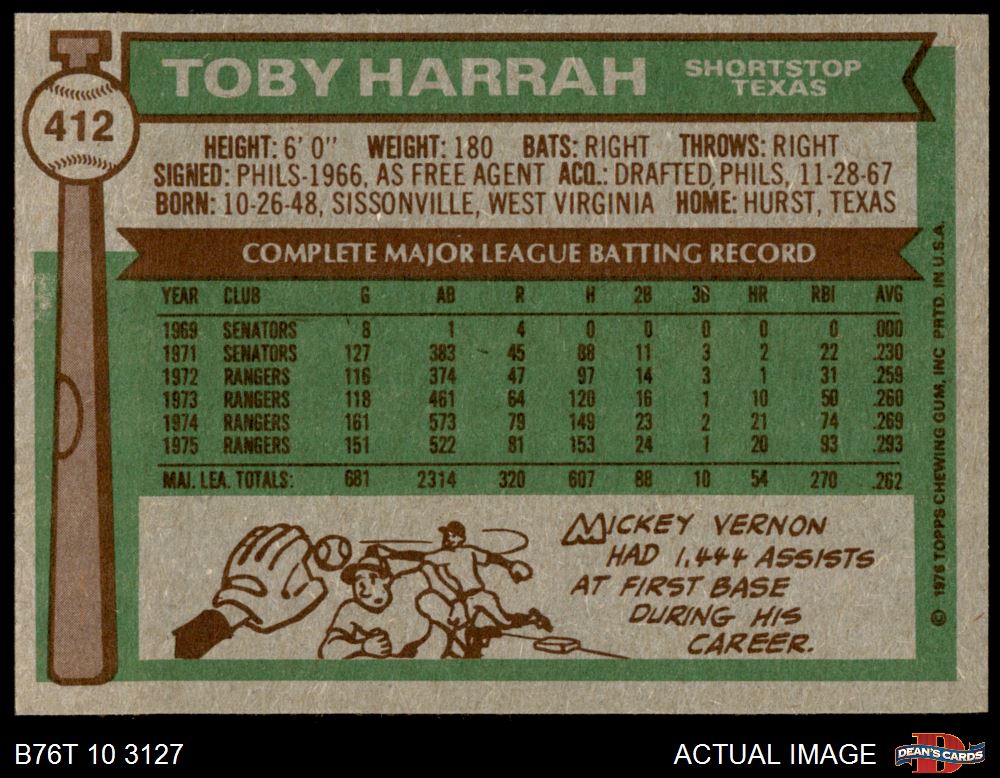 412
TOBY HARRAH
SHORTSTOP
TEXAS
HEIGHT: 6' 0" WEIGHT: 180 BATS: RIGHT THROWS: RIGHT
SIGNED: PHILS-1966, AS FREE AGENT ACQ.: DRAFTED, PHILS, 11-28-67
BORN: 10-26-48, SISSONVILLE, WEST VIRGINIA HOME: HURST, TEXAS
COMPLETE MAJOR LEAGUE BATTING RECORD
YEAR CLUB G AB R H 2B 3B HR RBI AVG
1969 SENATORS 8 1 4 0 0 0 0 0 .000
1971 SENATORS 127 383 45 88 11 3 2 22 .230
1972 RANGERS 116 374 47 97 14 3 1 31 .259
1973 RANGERS 118 461 64 120 16 1 10 50 .260
1974 RANGERS 161 573 79 149 23 2 21 74 .269
1975 RANGERS 151 522 81 153 24 1 20 93 .293
MAJ. LEA. TOTALS: 681 2314 320 607 88 10 54 270 .262
MICKEY VERNON
HAD 1,444 ASSISTS
AT FIRST BASE
DURING HIS
CAREER.
© 1976 TOPPS CHEWING GUM, INC PRTD. IN U.S.A.
B76T 10 3127
ACTUAL IMAGE
D
DEAN'S CARDS